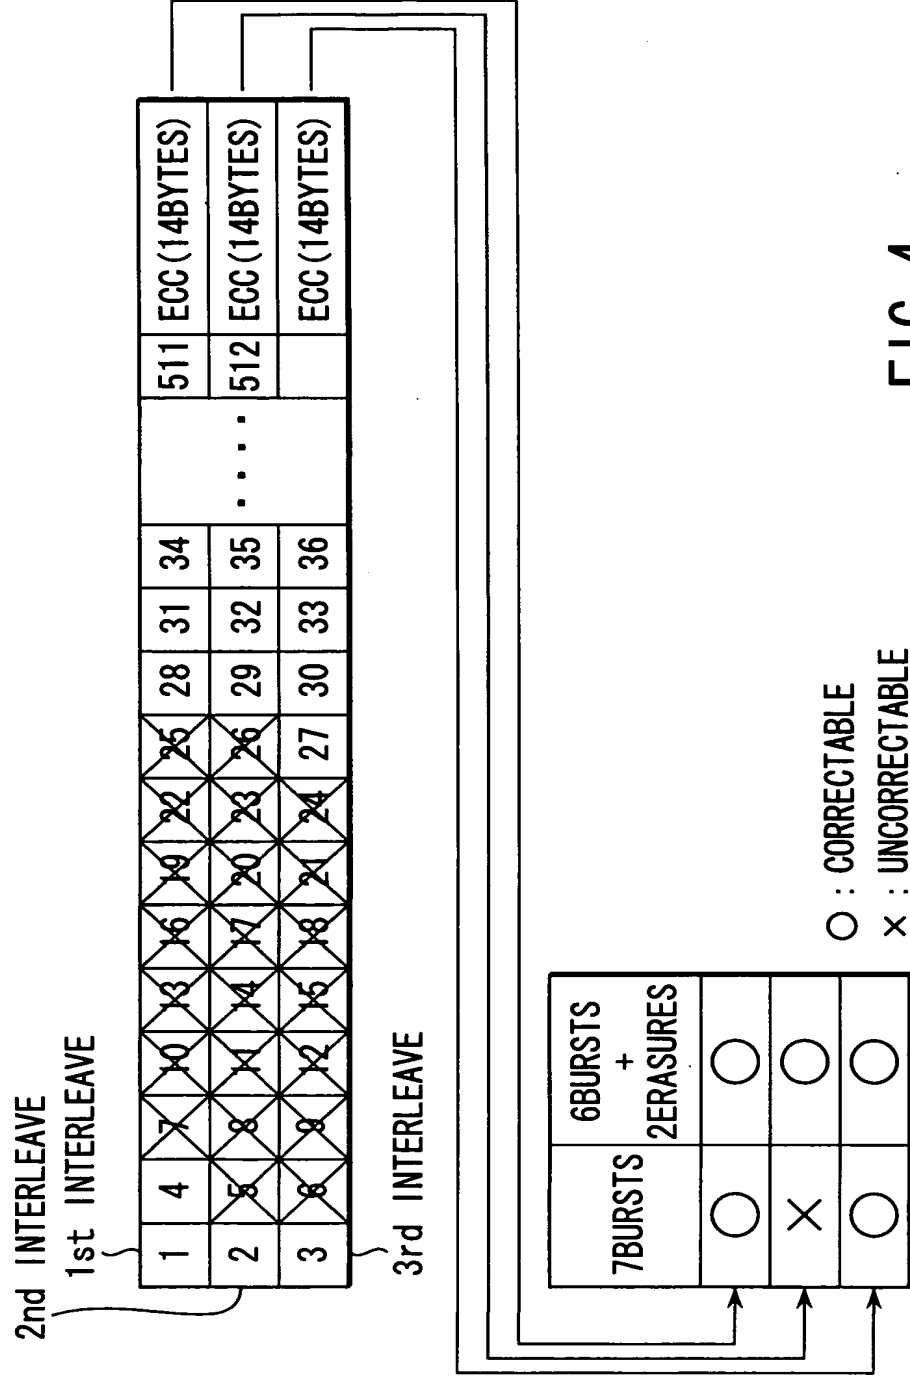 2nd INTERLEAVE
1st INTERLEAVE
1 4 7 10 13 16 19 22 25 28 31 34 511 ECC(14BYTES)
2 5 8 11 14 17 20 23 26 29 32 35 .... 512 ECC(14BYTES)
3 6 9 12 15 18 21 24 27 30 33 36 ECC(14BYTES)
3rd INTERLEAVE
7BURSTS
6BURSTS
+
2ERASURES
○ ○
× ○
○ ○
○ : CORRECTABLE
× : UNCORRECTABLE
FIG. 4